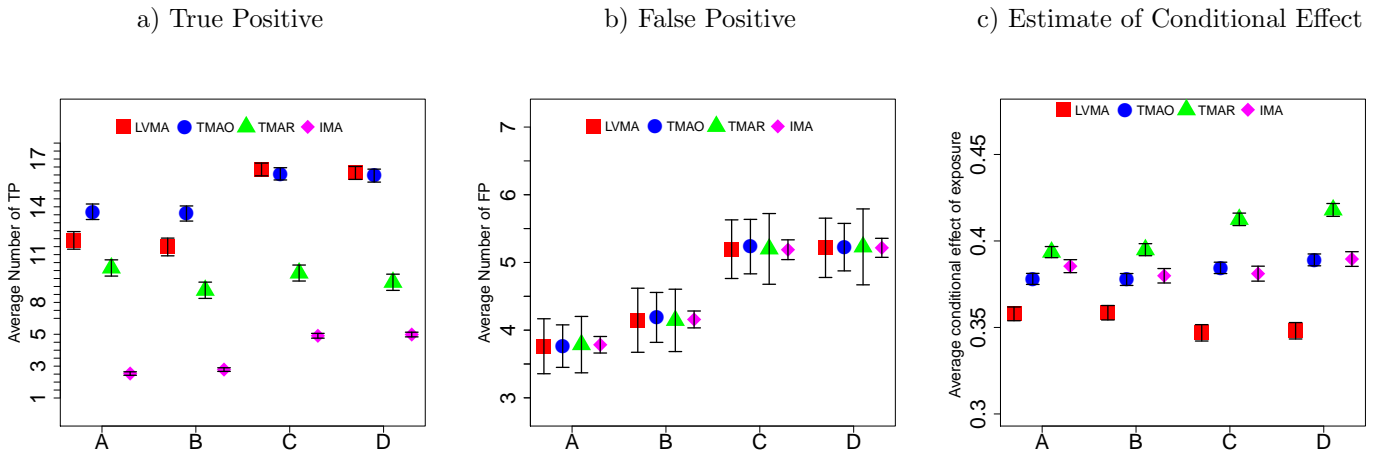 a) True Positive
b) False Positive
c) Estimate of Conditional Effect
LVMA TMAO TMAR IMA
Average Number of TP
17
14
11
8
5
3
1
A B C D
LVMA TMAO TMAR IMA
Average Number of FP
7
6
5
4
3
A B C D
LVMA TMAO TMAR IMA
Average conditional effect of exposure
0.45
0.4
0.35
0.3
A B C D